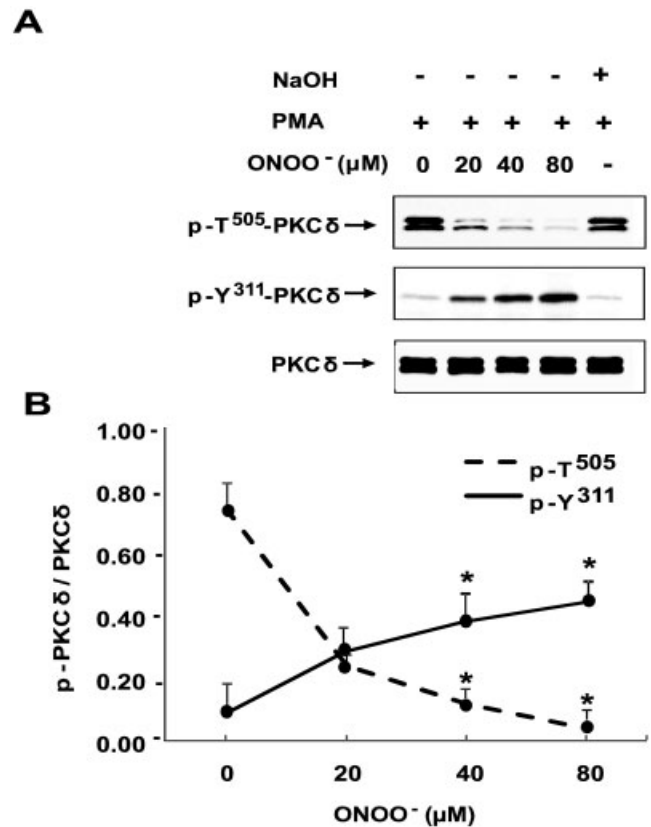 A
NaOH - - - - +
PMA + + + + +
ONOO⁻ (µM) 0 20 40 80 -
p-T⁵⁰⁵-PKCδ →
p-Y³¹¹-PKCδ →
PKCδ →
B
1.00
0.80
0.60
0.40
0.20
0.00
p-PKCδ / PKCδ
p-T⁵⁰⁵
p-Y³¹¹
* *
* *
0 20 40 80
ONOO⁻ (µM)